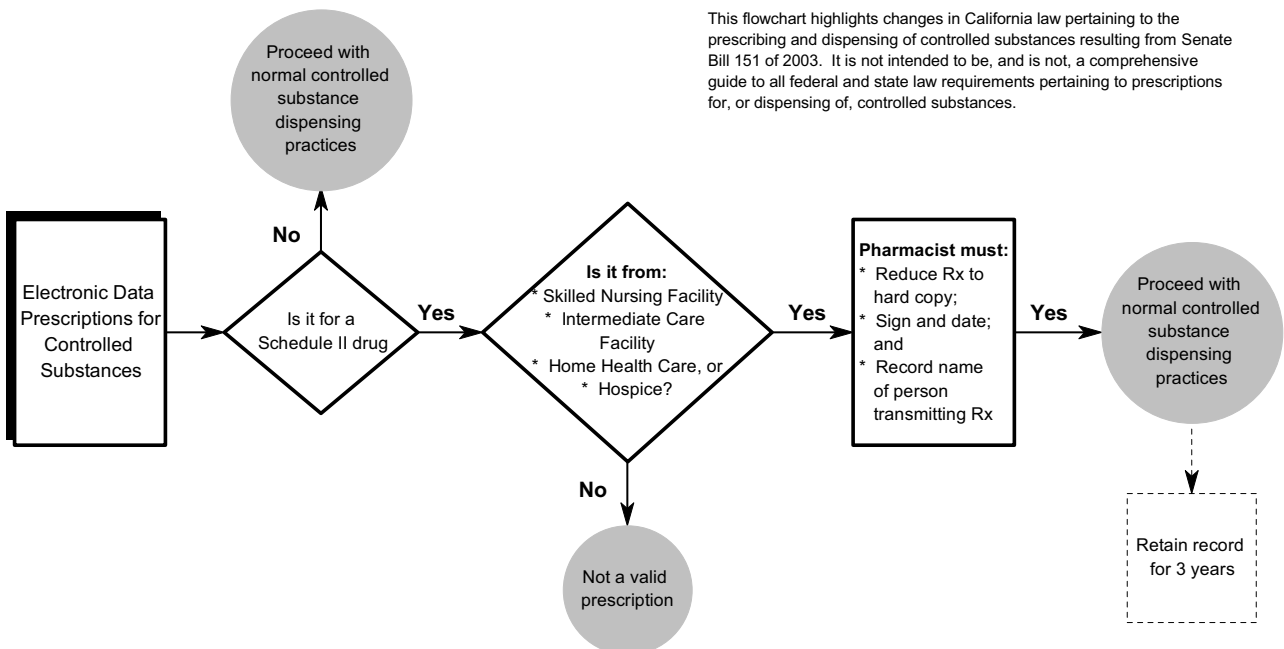 This flowchart highlights changes in California law pertaining to the
prescribing and dispensing of controlled substances resulting from Senate
Bill 151 of 2003.  It is not intended to be, and is not, a comprehensive
guide to all federal and state law requirements pertaining to prescriptions
for, or dispensing of, controlled substances.
Proceed with
normal controlled
substance
dispensing
practices
No
Electronic Data
Prescriptions for
Controlled
Substances
Is it for a
Schedule II drug
Yes
Is it from:
* Skilled Nursing Facility
* Intermediate Care
Facility
* Home Health Care, or
* Hospice?
Yes
Pharmacist must:
* Reduce Rx to
hard copy;
* Sign and date;
and
* Record name
of person
transmitting Rx
Yes
Proceed with
normal controlled
substance
dispensing
practices
No
Not a valid
prescription
Retain record
for 3 years